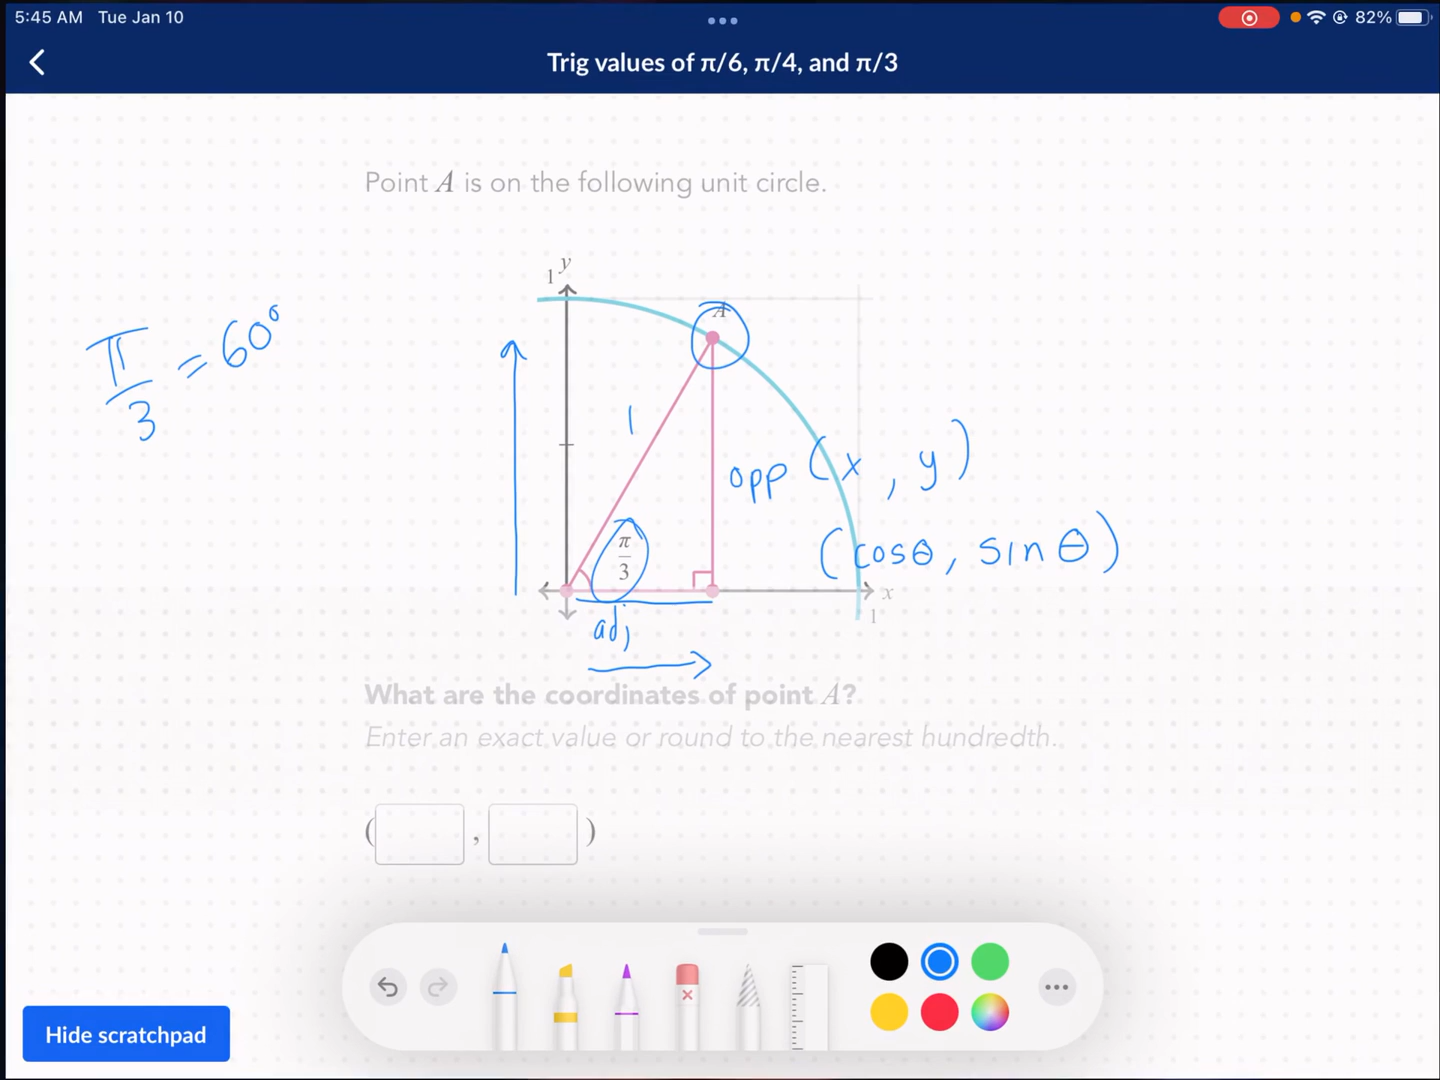 5:45 AM Tue Jan 10
82%
Trig values of π/6, π/4, and π/3
Point A is on the following unit circle.
y
1
A
π/3 = 60°
1
opp (x, y)
π/3
(cosθ, sin θ)
x
1
adj
What are the coordinates of point A?
Enter an exact value or round to the nearest hundredth.
( , )
Hide scratchpad